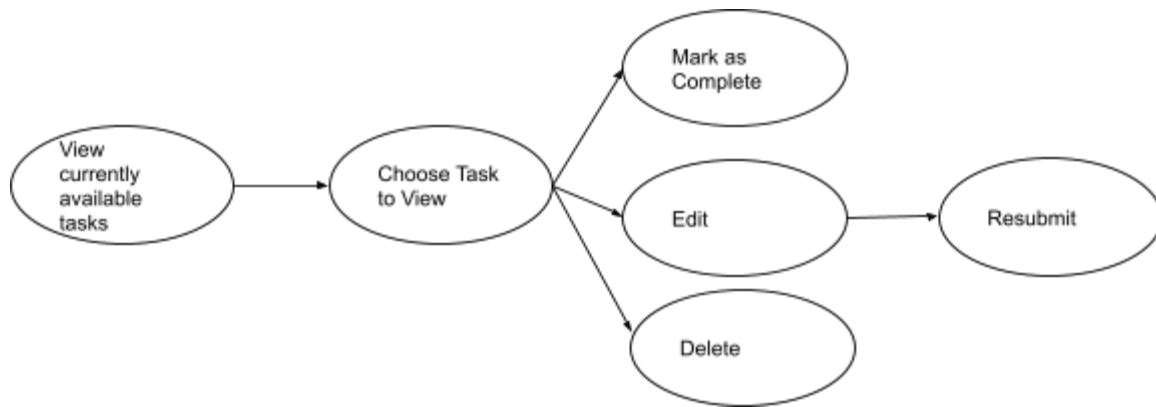 View
currently
available
tasks
Choose Task
to View
Mark as
Complete
Edit
Resubmit
Delete